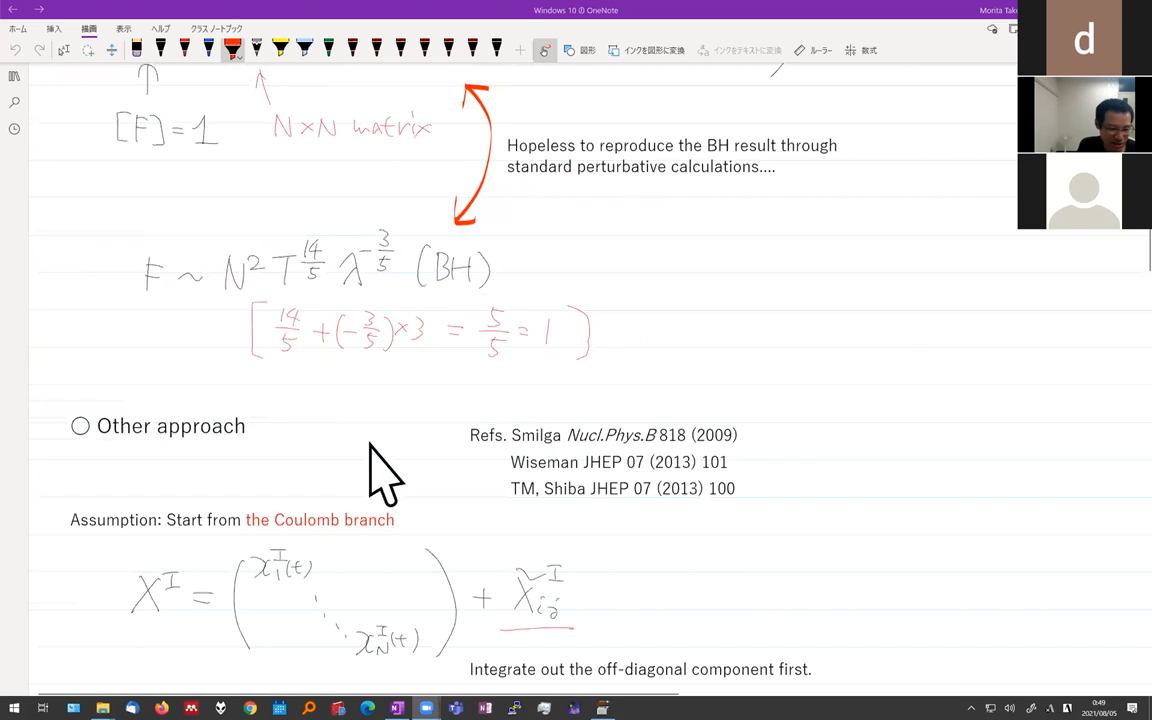 Windows 10 の OneNote
Morita Take
ホーム 挿入 描画 表示 ヘルプ クラス ノートブック
図形 インクを図形に変換 インクをテキストに変換 ルーラー 数式
d
[F]=1 N×N matrix
Hopeless to reproduce the BH result through
standard perturbative calculations....
F ~ N² T^{14/5} λ^{-3/5} (BH)
[ 14/5 + (-3/5)×3 = 5/5 = 1 ]
○ Other approach
Refs. Smilga Nucl.Phys.B 818 (2009)
Wiseman JHEP 07 (2013) 101
TM, Shiba JHEP 07 (2013) 100
Assumption: Start from the Coulomb branch
X^I = ( x_1^I(t) ⋱ x_N^I(t) ) + X̃^I_{ij}
Integrate out the off-diagonal component first.
0:49
2021/08/05